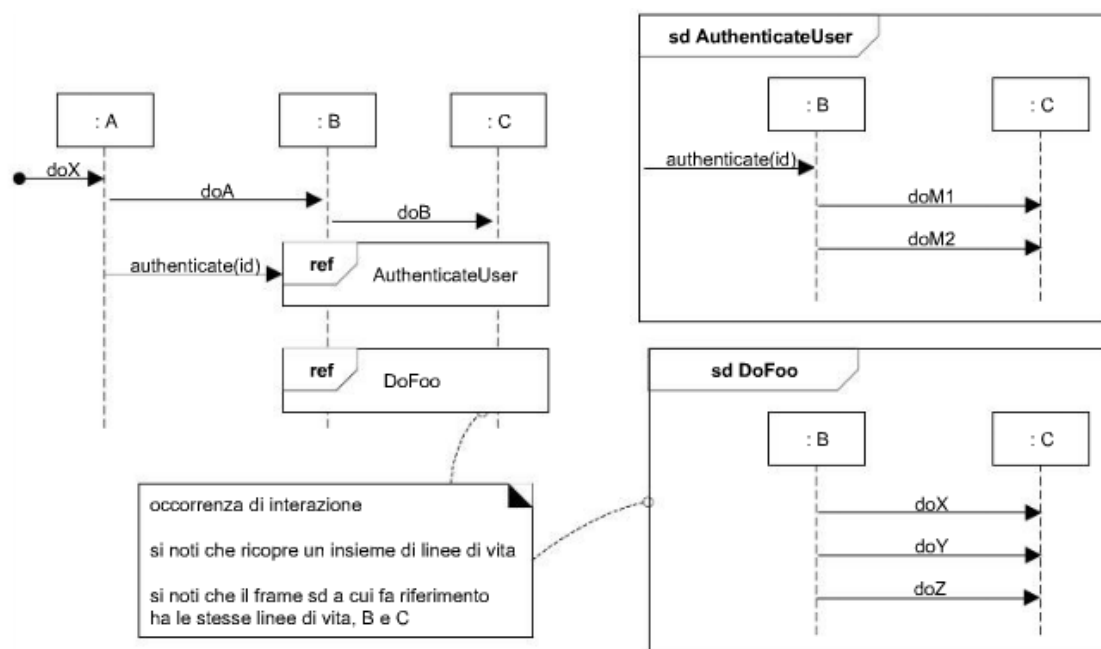 : A
: B
: C
doX
doA
doB
authenticate(id)
ref
AuthenticateUser
ref
DoFoo
occorrenza di interazione
si noti che ricopre un insieme di linee di vita
si noti che il frame sd a cui fa riferimento
ha le stesse linee di vita, B e C
sd AuthenticateUser
: B
: C
authenticate(id)
doM1
doM2
sd DoFoo
: B
: C
doX
doY
doZ